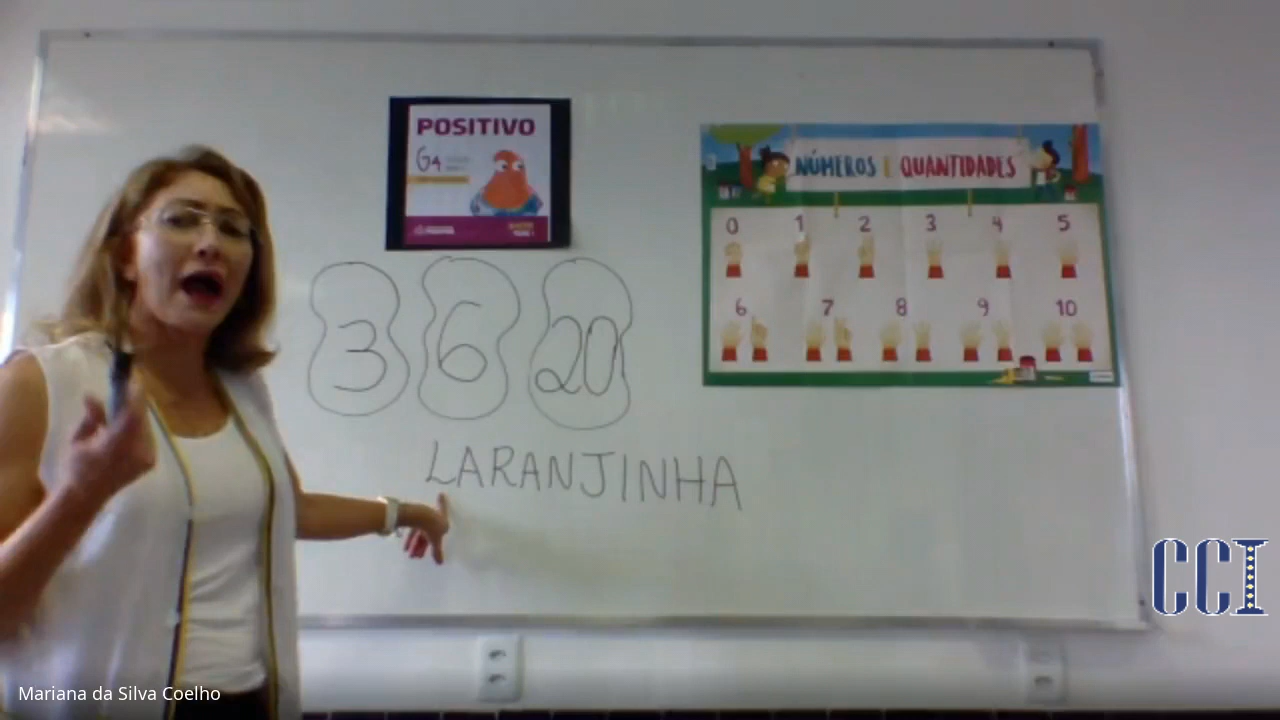 POSITIVO
G4
NÚMEROS E QUANTIDADES
0 1 2 3 4 5
6 7 8 9 10
3 6 20
LARANJINHA
CCI
Mariana da Silva Coelho